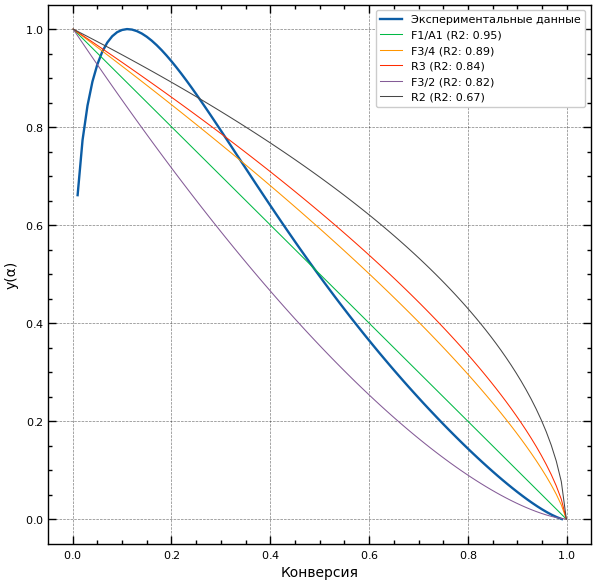 Экспериментальные данные
F1/A1 (R2: 0.95)
F3/4 (R2: 0.89)
R3 (R2: 0.84)
F3/2 (R2: 0.82)
R2 (R2: 0.67)
y(α)
1.0
0.8
0.6
0.4
0.2
0.0
0.0 0.2 0.4 0.6 0.8 1.0
Конверсия